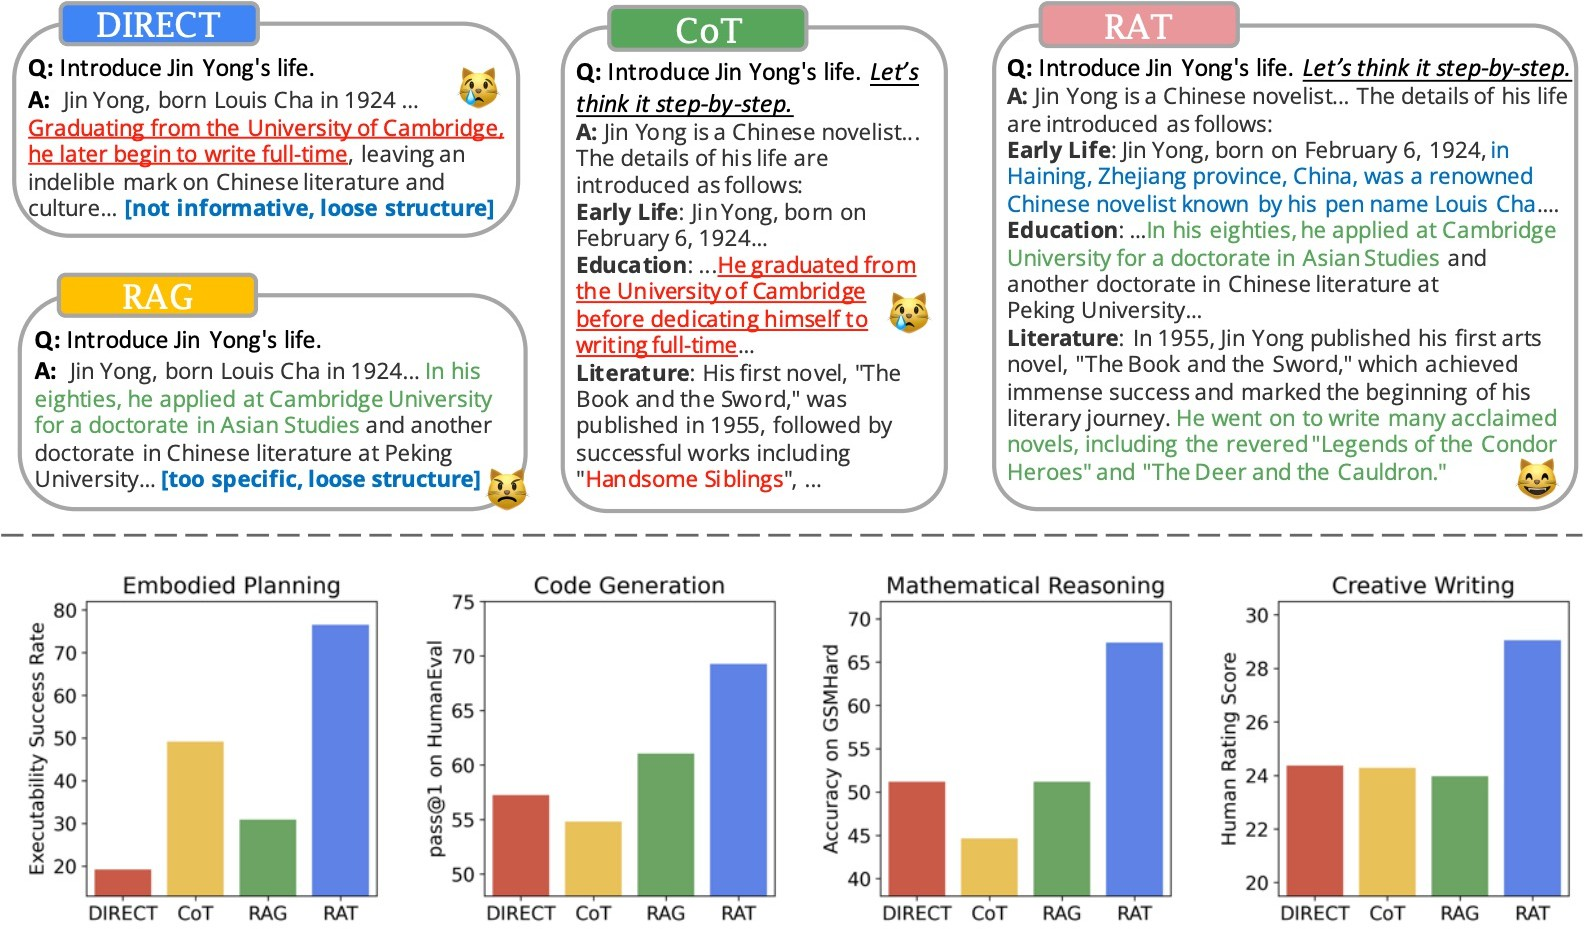 DIRECT
Q: Introduce Jin Yong's life.
A: Jin Yong, born Louis Cha in 1924 ...
Graduating from the University of Cambridge,
he later begin to write full-time, leaving an
indelible mark on Chinese literature and
culture... [not informative, loose structure]
RAG
Q: Introduce Jin Yong's life.
A: Jin Yong, born Louis Cha in 1924... In his
eighties, he applied at Cambridge University
for a doctorate in Asian Studies and another
doctorate in Chinese literature at Peking
University... [too specific, loose structure]
CoT
Q: Introduce Jin Yong's life. Let's
think it step-by-step.
A: Jin Yong is a Chinese novelist...
The details of his life are
introduced as follows:
Early Life: Jin Yong, born on
February 6, 1924...
Education: ...He graduated from
the University of Cambridge
before dedicating himself to
writing full-time...
Literature: His first novel, "The
Book and the Sword," was
published in 1955, followed by
successful works including
"Handsome Siblings", ...
RAT
Q: Introduce Jin Yong's life. Let's think it step-by-step.
A: Jin Yong is a Chinese novelist... The details of his life
are introduced as follows:
Early Life: Jin Yong, born on February 6, 1924, in
Haining, Zhejiang province, China, was a renowned
Chinese novelist known by his pen name Louis Cha....
Education: ...In his eighties, he applied at Cambridge
University for a doctorate in Asian Studies and
another doctorate in Chinese literature at
Peking University...
Literature: In 1955, Jin Yong published his first arts
novel, "The Book and the Sword," which achieved
immense success and marked the beginning of his
literary journey. He went on to write many acclaimed
novels, including the revered "Legends of the Condor
Heroes" and "The Deer and the Cauldron."
Embodied Planning
Executability Success Rate
80
70
60
50
40
30
20
DIRECT CoT RAG RAT
Code Generation
pass@1 on HumanEval
75
70
65
60
55
50
DIRECT CoT RAG RAT
Mathematical Reasoning
Accuracy on GSMHard
70
65
60
55
50
45
40
DIRECT CoT RAG RAT
Creative Writing
Human Rating Score
30
28
26
24
22
20
DIRECT CoT RAG RAT